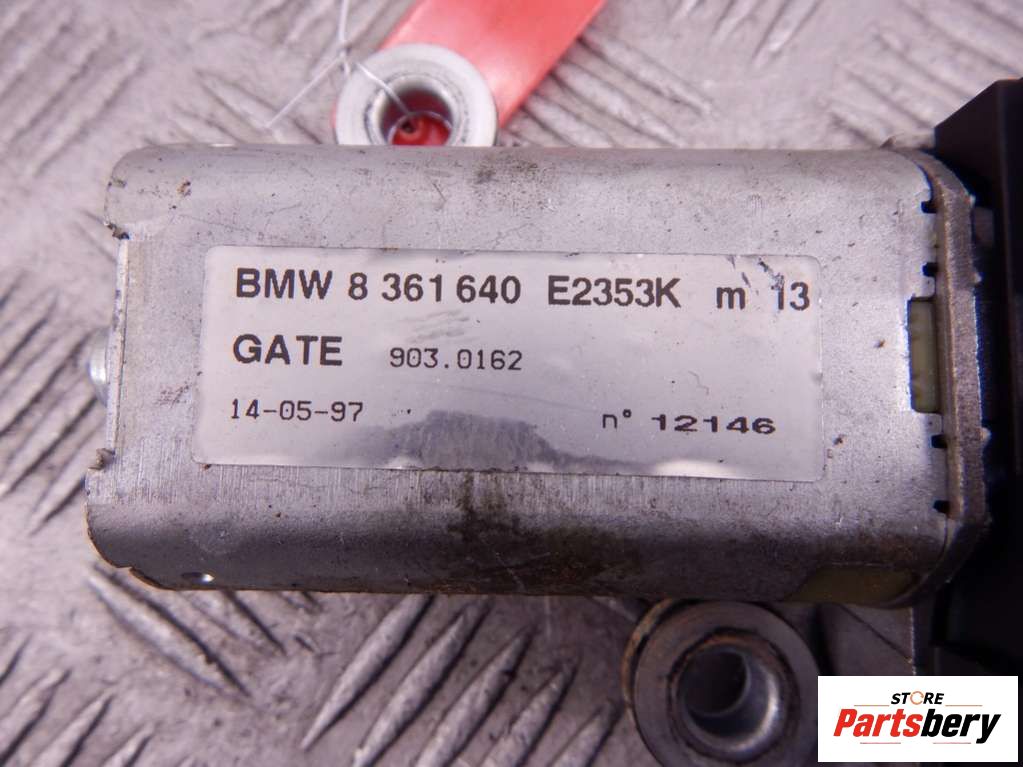 BMW 8 361 640 E2353K m 13
GATE 903.0162
14-05-97 n° 12146
STORE
Partsbery